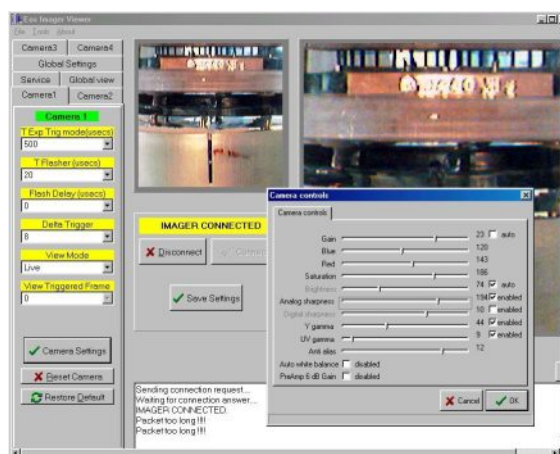 Eos Imager Viewer
File Tools About
Camera3 Camera4
Global Settings
Service Global view
Camera1 Camera2
Camera 1
T Exp Trig mode(usecs)
500
T Flasher (usecs)
20
Flash Delay (usecs)
0
Delta Trigger
8
View Mode
Live
View Triggered Frame
0
Camera Settings
Reset Camera
Restore Default
IMAGER CONNECTED
Disconnect
Connect
Save Settings
Sending connection request...
Waiting for connection answer...
IMAGER CONNECTED.
Packet too long !!!!
Packet too long !!!!
Camera controls
Camera controls
Gain 23 auto
Blue 120
Red 143
Saturation 186
Brightness 74 auto
Analog sharpness 194 enabled
Digital sharpness 10 enabled
Y gamma 44 enabled
UV gamma 9 enabled
Anti alias 12
Auto white balance disabled
PreAmp 6 dB Gain disabled
Cancel OK